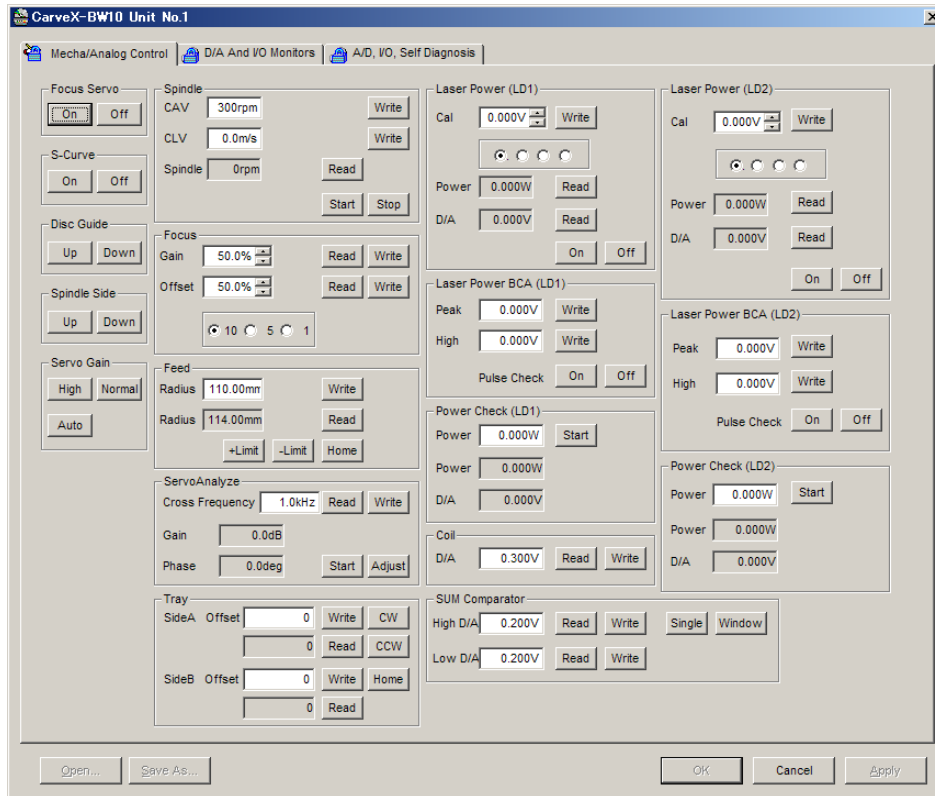 CarveX-BW10 Unit No.1
Mecha/Analog Control D/A And I/O Monitors A/D, I/O, Self Diagnosis
Focus Servo
On Off
S-Curve
On Off
Disc Guide
Up Down
Spindle Side
Up Down
Servo Gain
High Normal
Auto
Spindle
CAV 300rpm Write
CLV 0.0m/s Write
Spindle 0rpm Read
Start Stop
Focus
Gain 50.0% Read Write
Offset 50.0% Read Write
10 5 1
Feed
Radius 110.00mm Write
Radius 114.00mm Read
+Limit -Limit Home
ServoAnalyze
Cross Frequency 1.0kHz Read Write
Gain 0.0dB
Phase 0.0deg Start Adjust
Tray
SideA Offset 0 Write CW
0 Read CCW
SideB Offset 0 Write Home
0 Read
Laser Power (LD1)
Cal 0.000V Write
Power 0.000W Read
D/A 0.000V Read
On Off
Laser Power BCA (LD1)
Peak 0.000V Write
High 0.000V Write
Pulse Check On Off
Power Check (LD1)
Power 0.000W Start
Power 0.000W
D/A 0.000V
Coil
D/A 0.300V Read Write
SUM Comparator
High D/A 0.200V Read Write Single Window
Low D/A 0.200V Read Write
Laser Power (LD2)
Cal 0.000V Write
Power 0.000W Read
D/A 0.000V Read
On Off
Laser Power BCA (LD2)
Peak 0.000V Write
High 0.000V Write
Pulse Check On Off
Power Check (LD2)
Power 0.000W Start
Power 0.000W
D/A 0.000V
Open... Save As... OK Cancel Apply